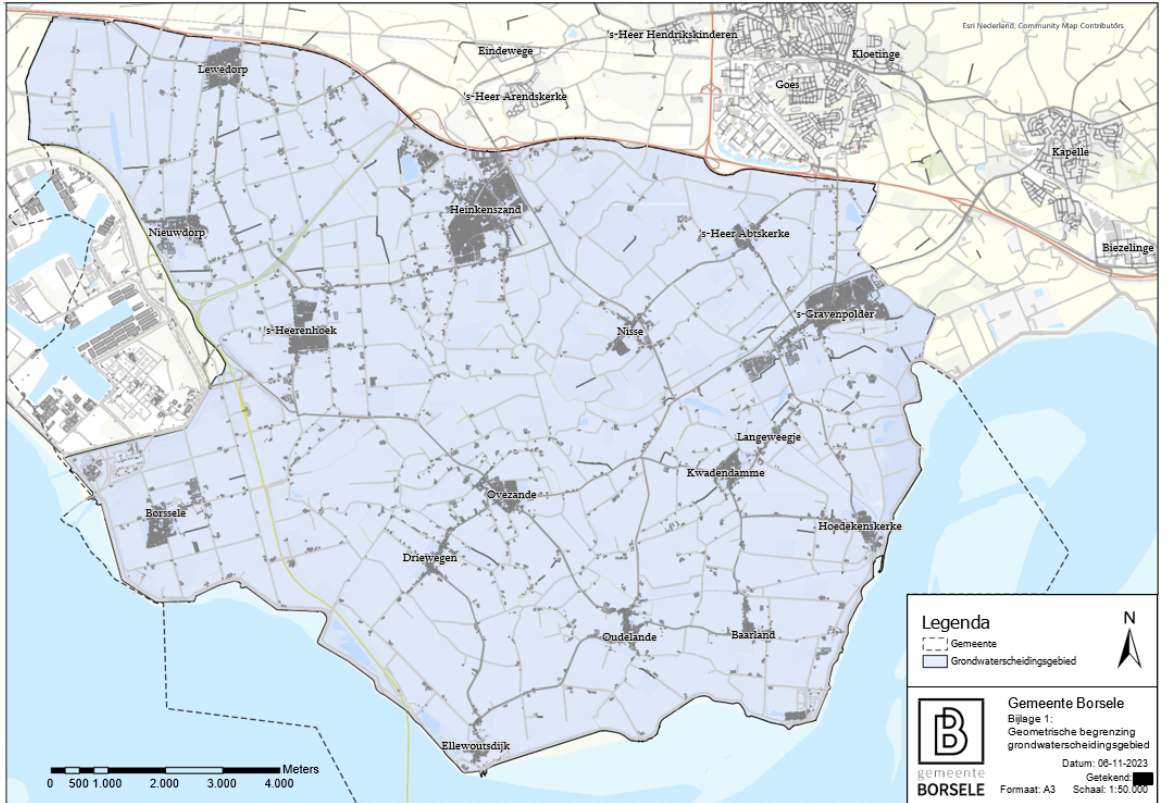 Esri Nederland, Community Map Contributors
's-Heer Hendrikskinderen
Eindewege
Kloetinge
Lewedorp
Goes
's-Heer Arendskerke
Kapelle
Heinkenszand
Nieuwdorp
's-Heer Abtskerke
Biezelinge
's-Gravenpolder
's-Heerenhoek
Nisse
Langeweegje
Kwadendamme
Ovezande
Borssele
Hoedekenskerke
Driewegen
Oudelande
Baarland
Ellewoutsdijk
Meters
0 500 1.000 2.000 3.000 4.000
Legenda
N
Gemeente
Grondwaterscheidingsgebied
gemeente
BORSELE
Gemeente Borsele
Bijlage 1:
Geometrische begrenzing
grondwaterscheidingsgebied
Datum: 06-11-2023
Getekend:
Formaat: A3 Schaal: 1:50.000